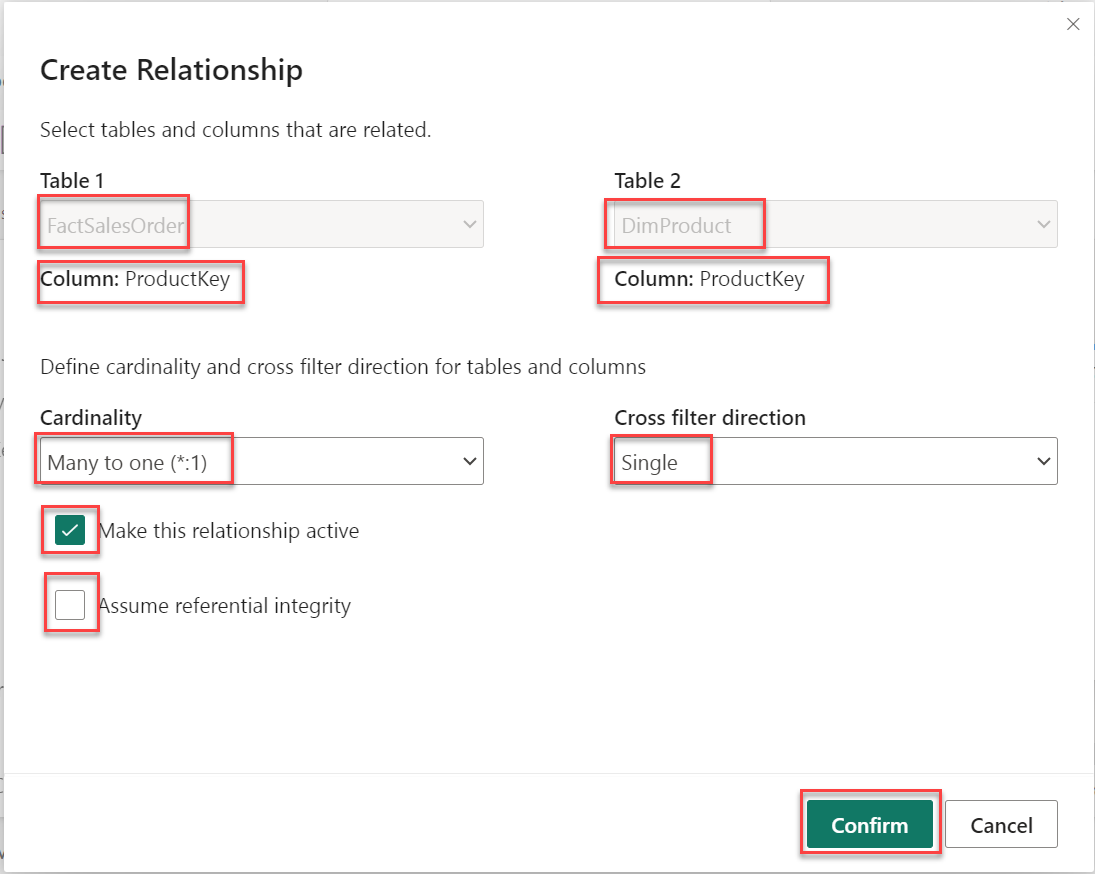 Create Relationship
Select tables and columns that are related.
Table 1
Table 2
FactSalesOrder
DimProduct
Column: ProductKey
Column: ProductKey
Define cardinality and cross filter direction for tables and columns
Cardinality
Cross filter direction
Many to one (*:1)
Single
Make this relationship active
Assume referential integrity
Confirm
Cancel